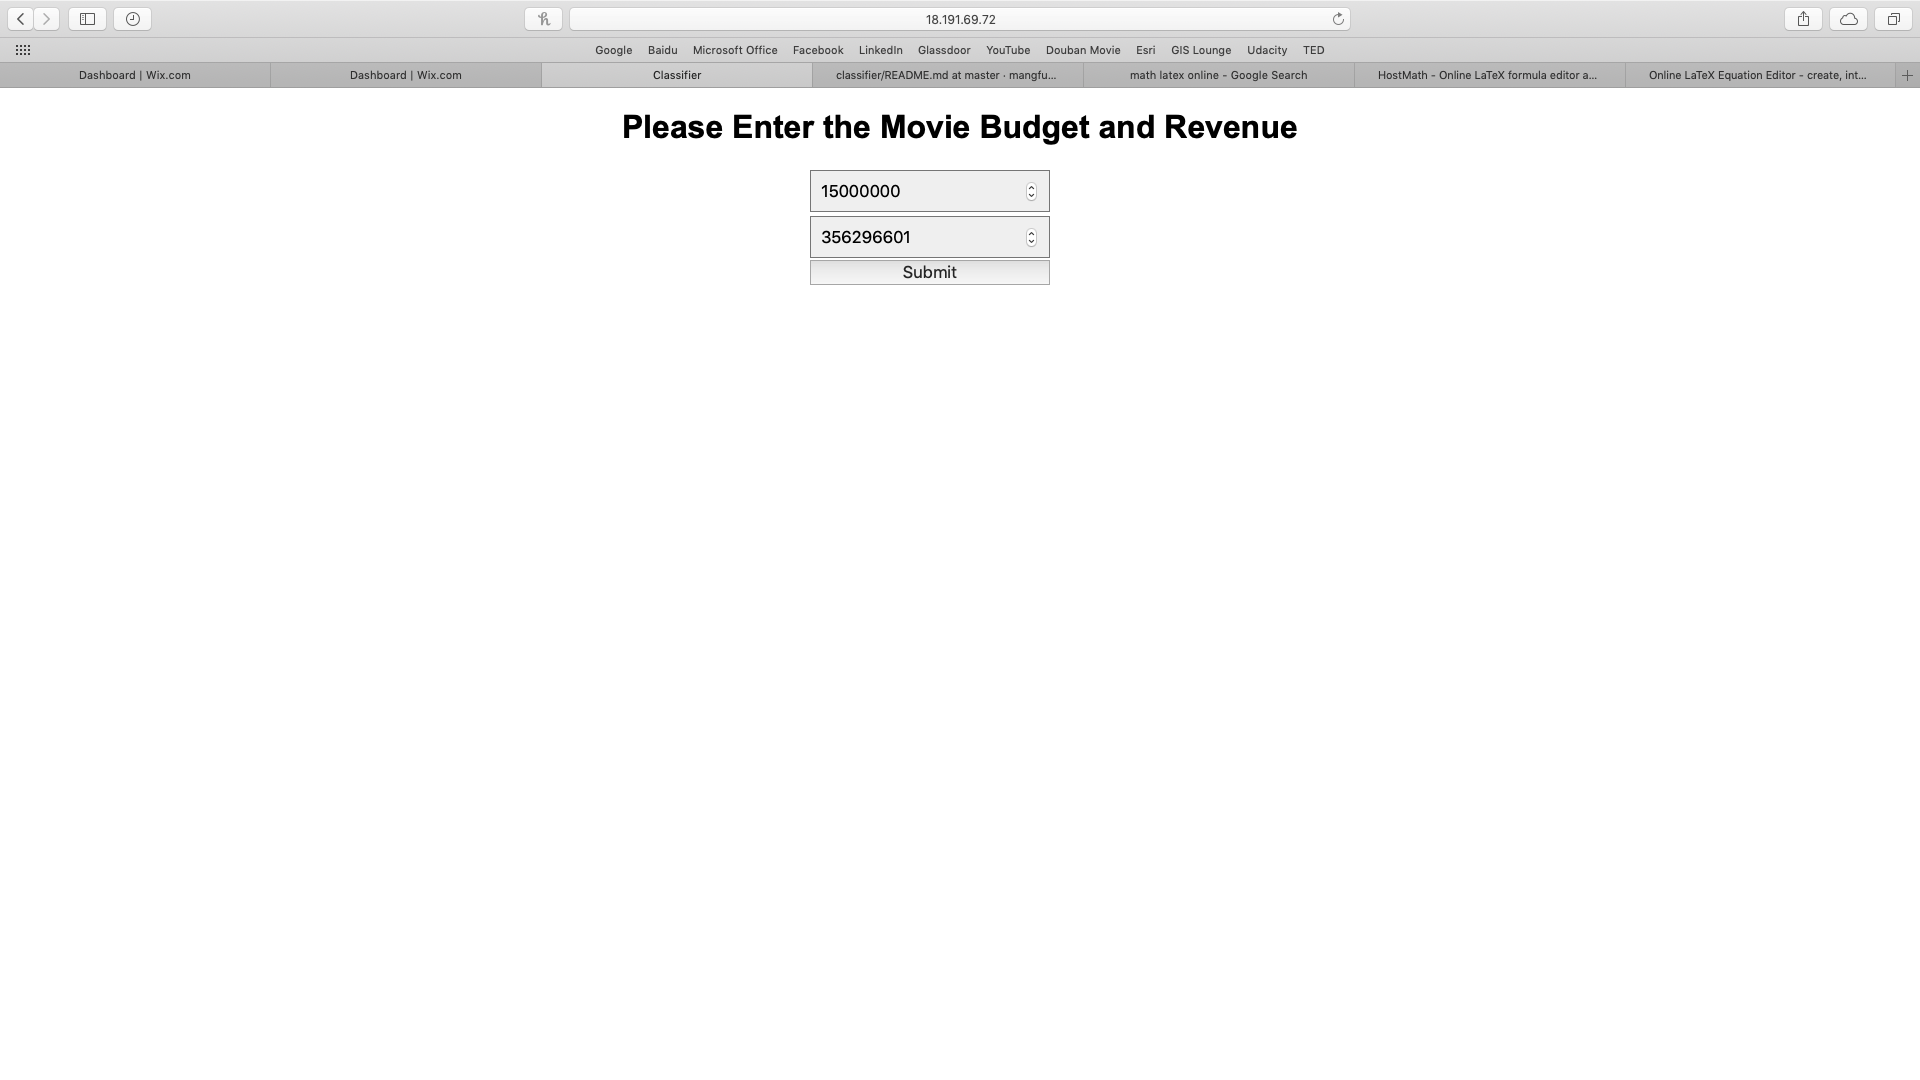 18.191.69.72
Google Baidu Microsoft Office Facebook LinkedIn Glassdoor YouTube Douban Movie Esri GIS Lounge Udacity TED
Dashboard | Wix.com Dashboard | Wix.com Classifier classifier/README.md at master · mangfu... math latex online - Google Search HostMath - Online LaTeX formula editor a... Online LaTeX Equation Editor - create, int...
Please Enter the Movie Budget and Revenue
15000000
356296601
Submit